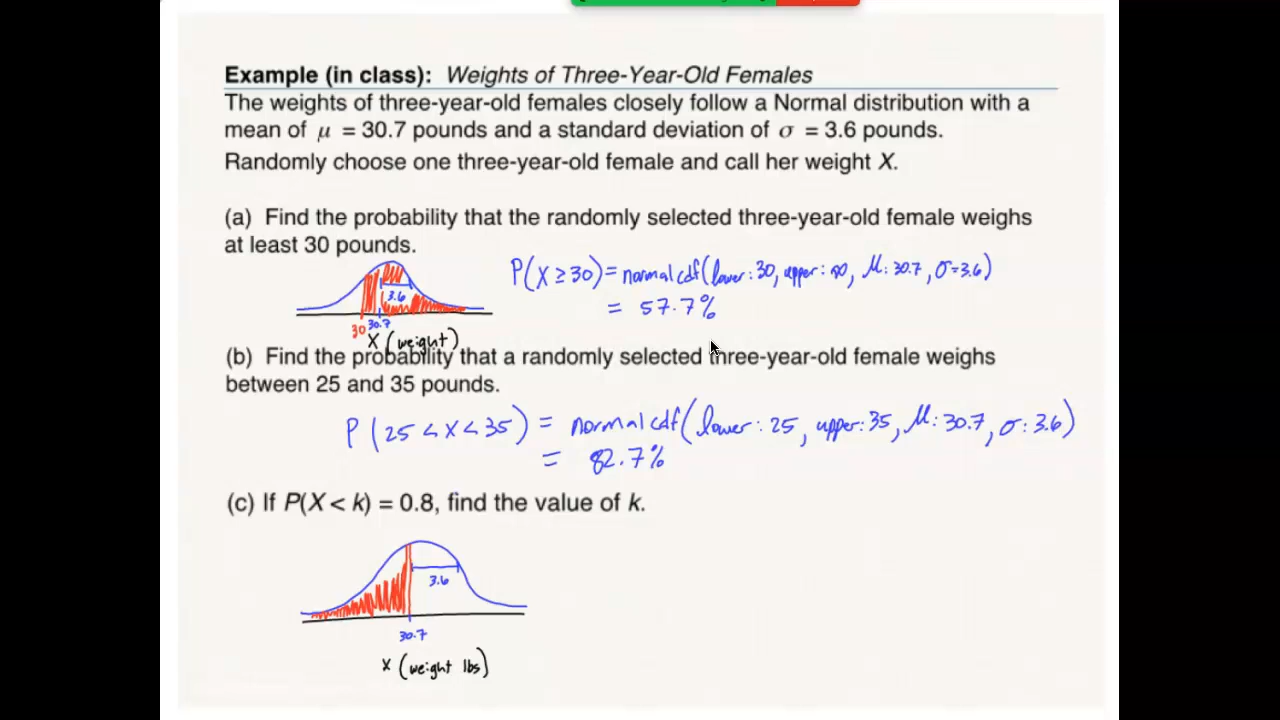 Example (in class): Weights of Three-Year-Old Females
The weights of three-year-old females closely follow a Normal distribution with a
mean of μ = 30.7 pounds and a standard deviation of σ = 3.6 pounds.
Randomly choose one three-year-old female and call her weight X.
(a) Find the probability that the randomly selected three-year-old female weighs
at least 30 pounds.
P(X ≥ 30) = normalcdf(lower: 30, upper: ∞, μ: 30.7, σ=3.6)
= 57.7%
3.6
30 30.7
X (weight)
(b) Find the probability that a randomly selected three-year-old female weighs
between 25 and 35 pounds.
P(25 < X < 35) = normalcdf(lower: 25, upper: 35, μ: 30.7, σ: 3.6)
= 82.7%
(c) If P(X < k) = 0.8, find the value of k.
3.6
30.7
X (weight lbs)